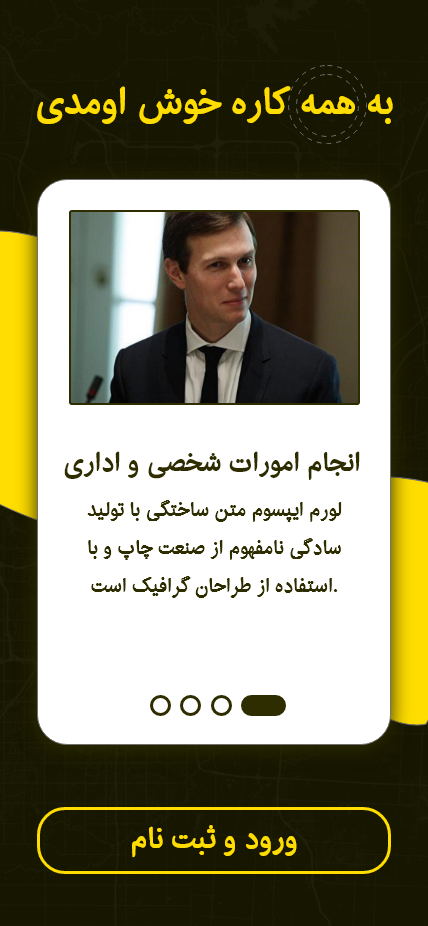 به همه کاره خوش اومدی
انجام امورات شخصی و اداری
لورم ایپسوم متن ساختگی با تولید
سادگی نامفهوم از صنعت چاپ و با
استفاده از طراحان گرافیک است.
ورود و ثبت نام